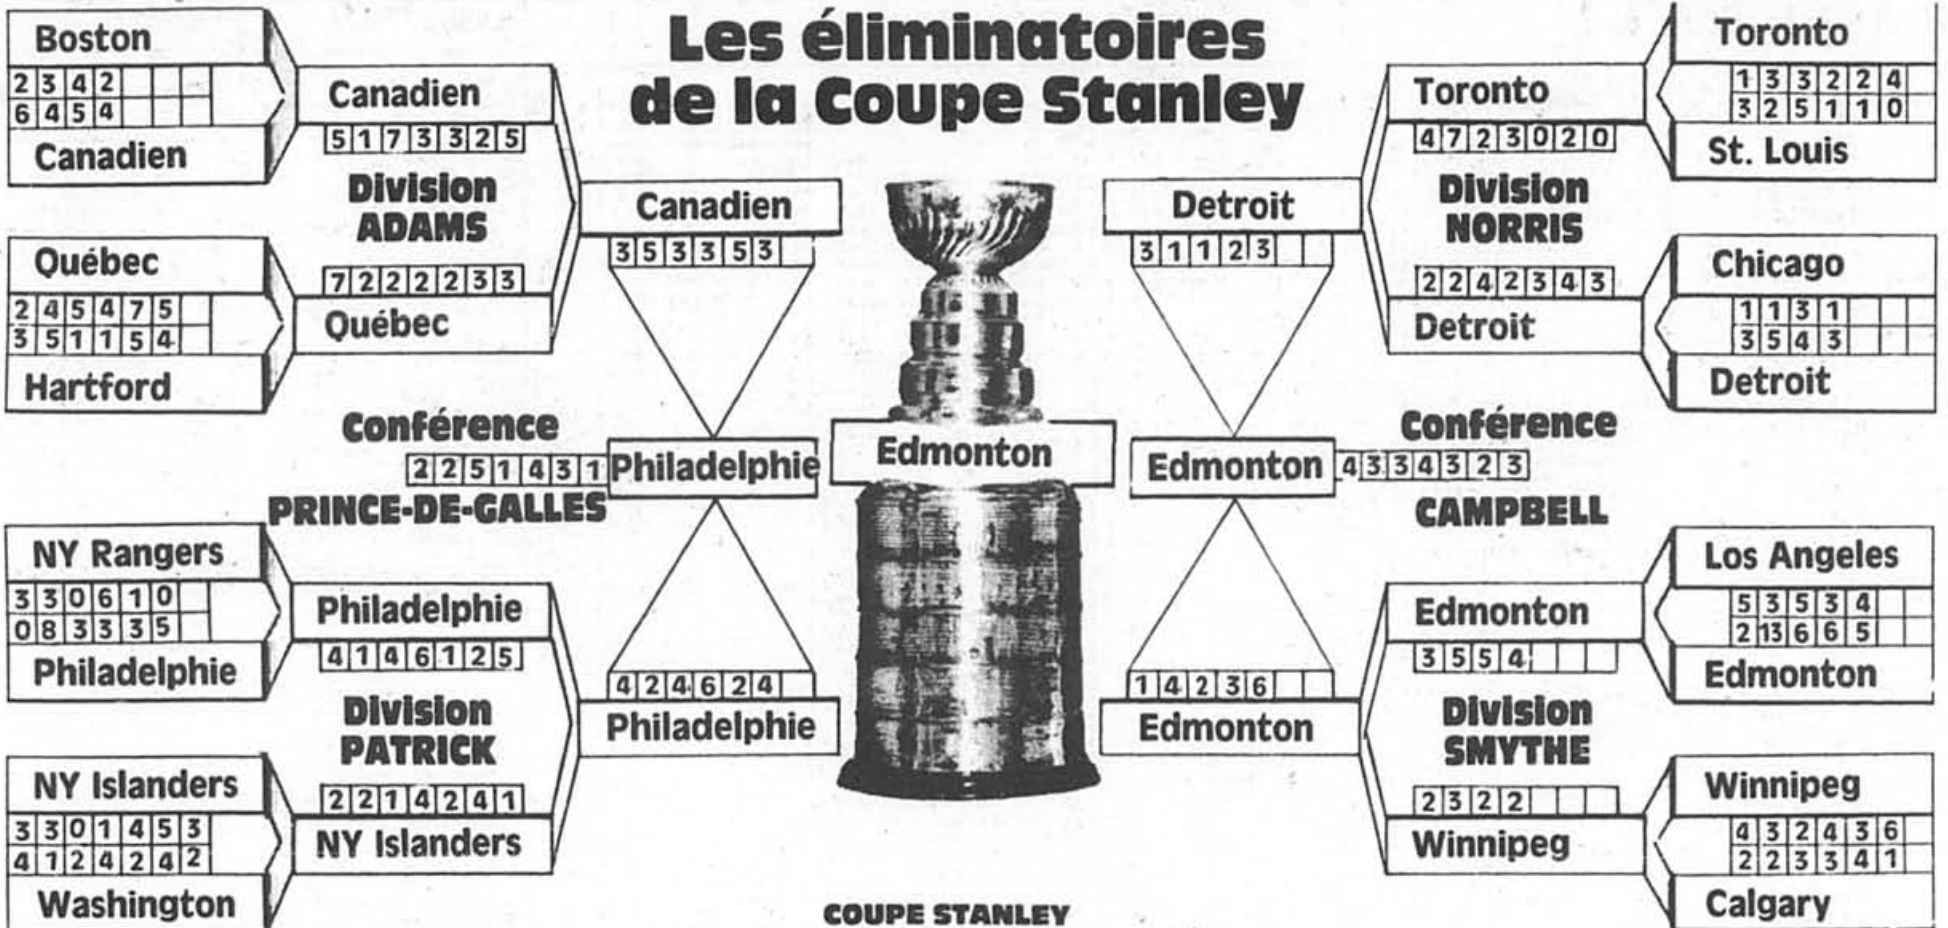 Les éliminatoires
de la Coupe Stanley
Boston
2 3 4 2
6 4 5 4
Canadien
Québec
2 4 5 4 7 5
3 5 1 1 5 4
Hartford
Canadien
5 1 7 3 3 2 5
Division
ADAMS
7 2 2 2 2 3 3
Québec
Canadien
3 5 3 3 5 3
Conférence
2 2 5 1 4 3 1 Philadelphie
PRINCE-DE-GALLES
NY Rangers
3 3 0 6 1 0
0 8 3 3 3 5
Philadelphie
NY Islanders
3 3 0 1 4 5 3
4 1 2 4 2 4 2
Washington
Philadelphie
4 1 4 6 1 2 5
Division
PATRICK
2 2 1 4 2 4 1
NY Islanders
4 2 4 6 2 4
Philadelphie
Edmonton
Toronto
1 3 3 2 2 4
3 2 5 1 1 0
St. Louis
Chicago
1 1 3 1
3 5 4 3
Detroit
Toronto
4 7 2 3 0 2 0
Division
NORRIS
2 2 4 2 3 4 3
Detroit
Detroit
3 1 1 2 3
Conférence
Edmonton 4 3 3 4 3 2 3
CAMPBELL
Los Angeles
5 3 5 3 4
2 13 6 6 5
Edmonton
Winnipeg
4 3 2 4 3 6
2 2 3 3 4 1
Calgary
Edmonton
3 5 5 4
Division
SMYTHE
2 3 2 2
Winnipeg
1 4 2 3 6
Edmonton
COUPE STANLEY